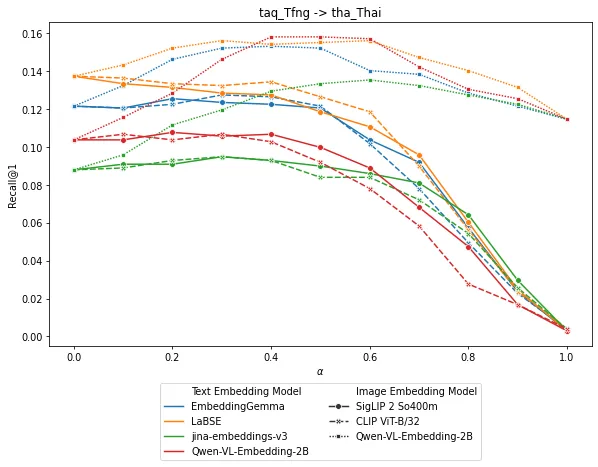 taq_Tfng -> tha_Thai
Recall@1
0.16
0.14
0.12
0.10
0.08
0.06
0.04
0.02
0.00
0.0 0.2 0.4 0.6 0.8 1.0
α
Text Embedding Model
EmbeddingGemma
LaBSE
jina-embeddings-v3
Qwen-VL-Embedding-2B
Image Embedding Model
SigLIP 2 So400m
CLIP ViT-B/32
Qwen-VL-Embedding-2B